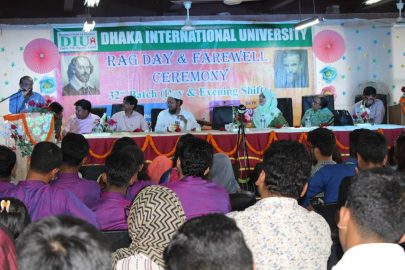 DIU
DHAKA INTERNATIONAL UNIVERSITY
RAG DAY & FAREWELL
CEREMONY
32nd Batch (Day & Evening Shift)